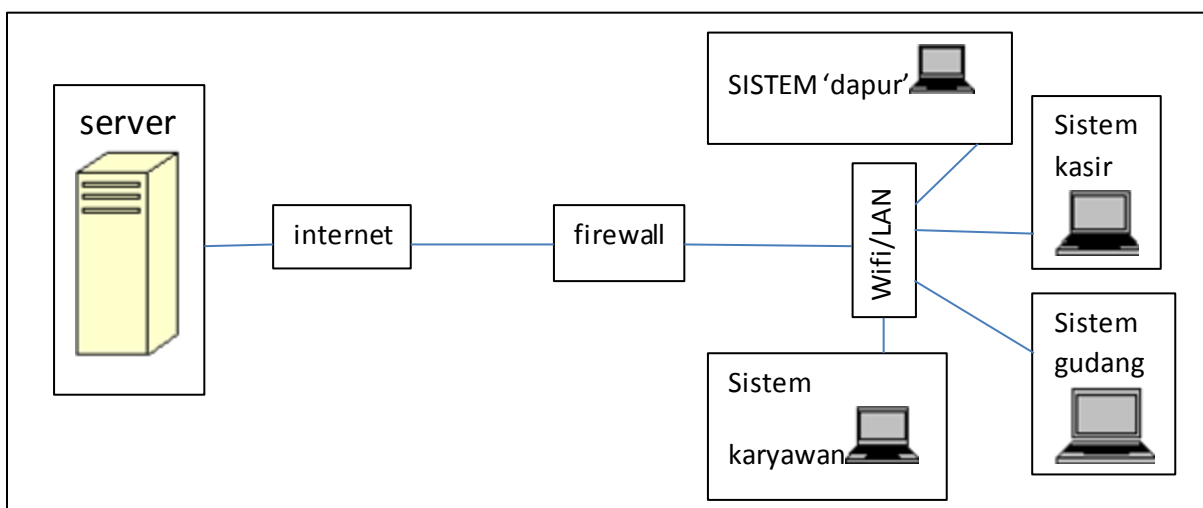 server
internet
firewall
Wifi/LAN
SISTEM ‘dapur’
Sistem
kasir
Sistem
gudang
Sistem
karyawan